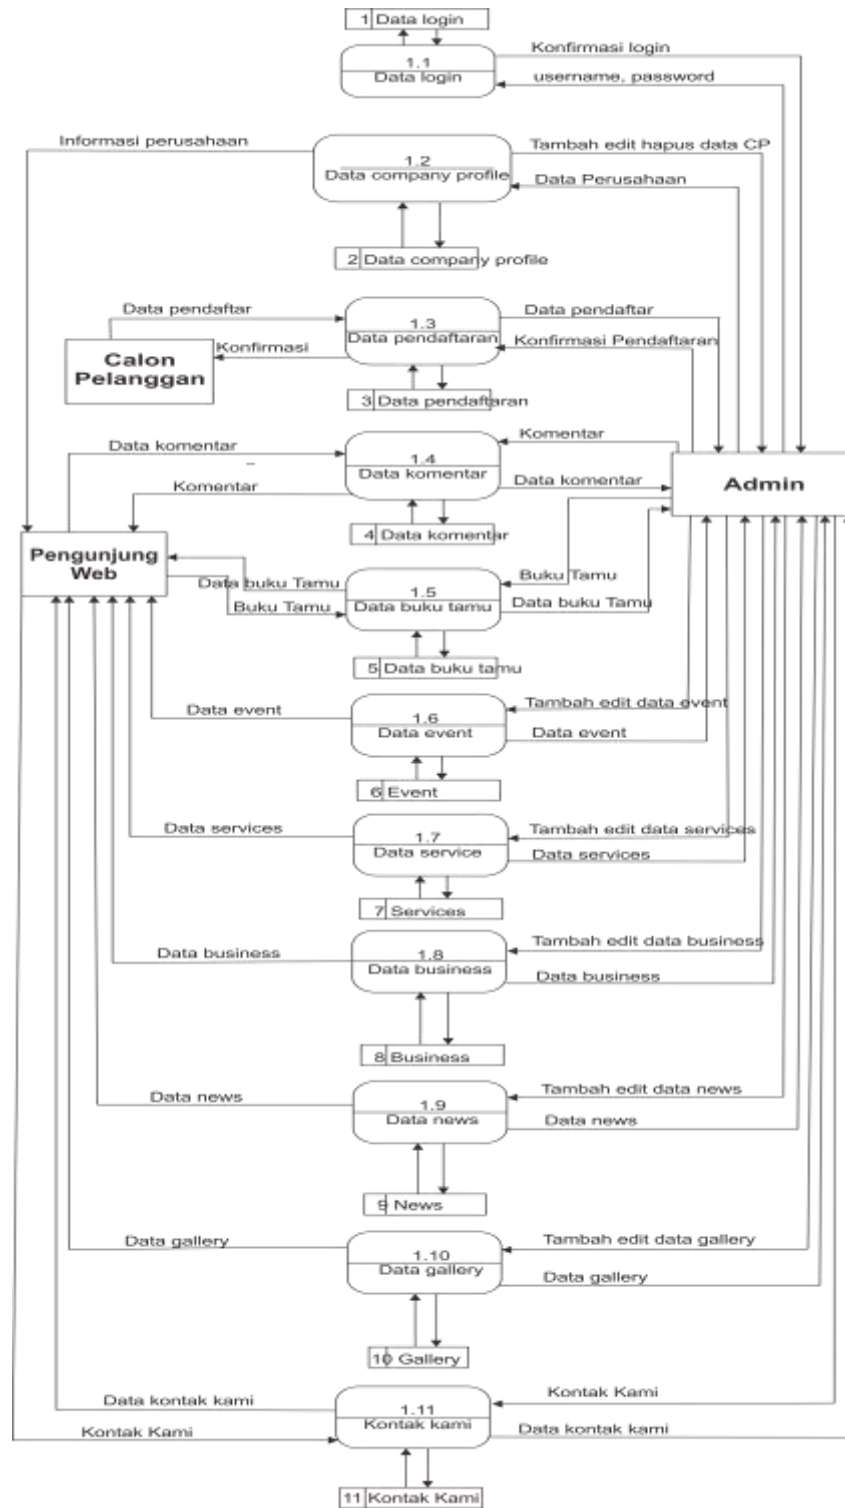 1 Data login
Konfirmasi login
1.1
Data login
username, password
Informasi perusahaan
Tambah edit hapus data CP
1.2
Data company profile
Data Perusahaan
2 Data company profile
Data pendaftar
Data pendaftar
1.3
Data pendaftaran
Konfirmasi
Konfirmasi Pendaftaran
Calon
Pelanggan
3 Data pendaftaran
Data komentar
Komentar
1.4
Data komentar
Komentar
Data komentar
Admin
4 Data komentar
Pengunjung
Web
Data buku Tamu
Buku Tamu
1.5
Data buku tamu
Buku Tamu
Data buku Tamu
5 Data buku tamu
Data event
Tambah edit data event
1.6
Data event
Data event
6 Event
Data services
Tambah edit data services
1.7
Data service
Data services
7 Services
Data business
Tambah edit data business
1.8
Data business
Data business
8 Business
Data news
Tambah edit data news
1.9
Data news
Data news
9 News
Data gallery
Tambah edit data gallery
1.10
Data gallery
Data gallery
10 Gallery
Data kontak kami
Kontak Kami
1.11
Kontak kami
Kontak Kami
Data kontak kami
11 Kontak Kami